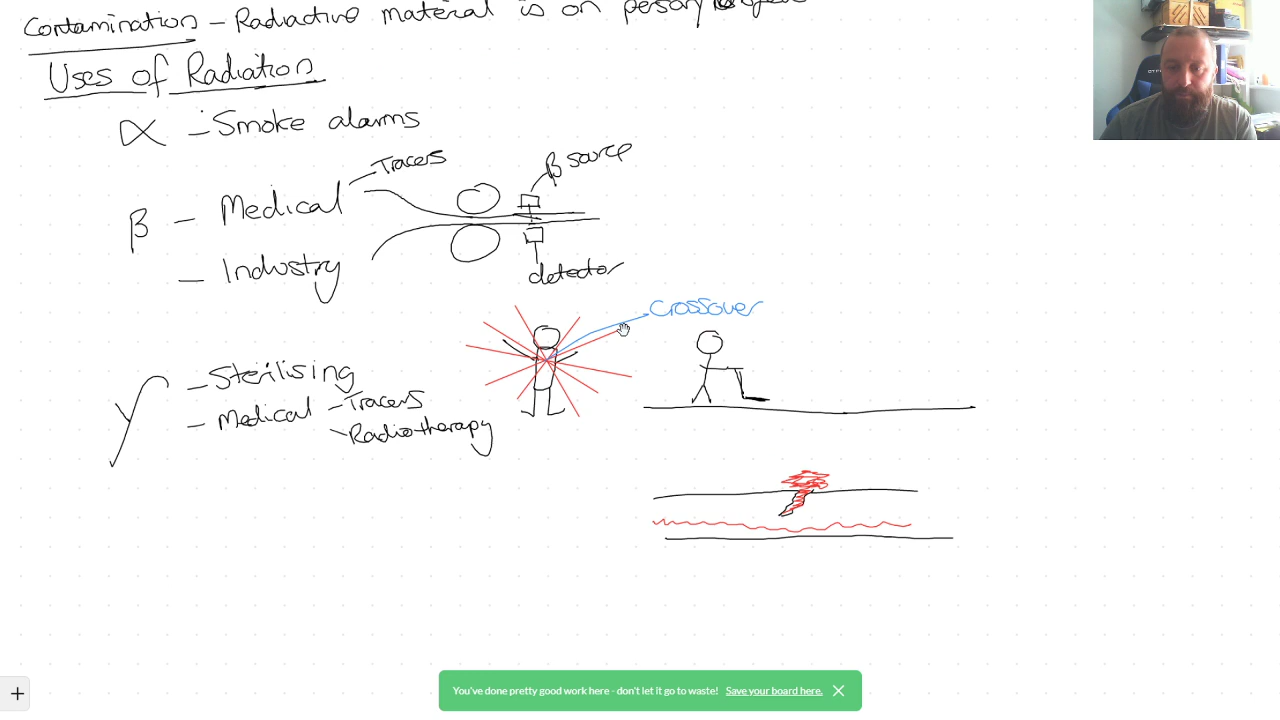 Contamination - Radiactive material is on person
Uses of Radiation
α - Smoke alarms
β - Medical
Tracers
β source
- Industry
detector
Crossover
γ - Sterilising
- Medical - Tracers
- Radiotherapy
You've done pretty good work here - don't let it go to waste! Save your board here.